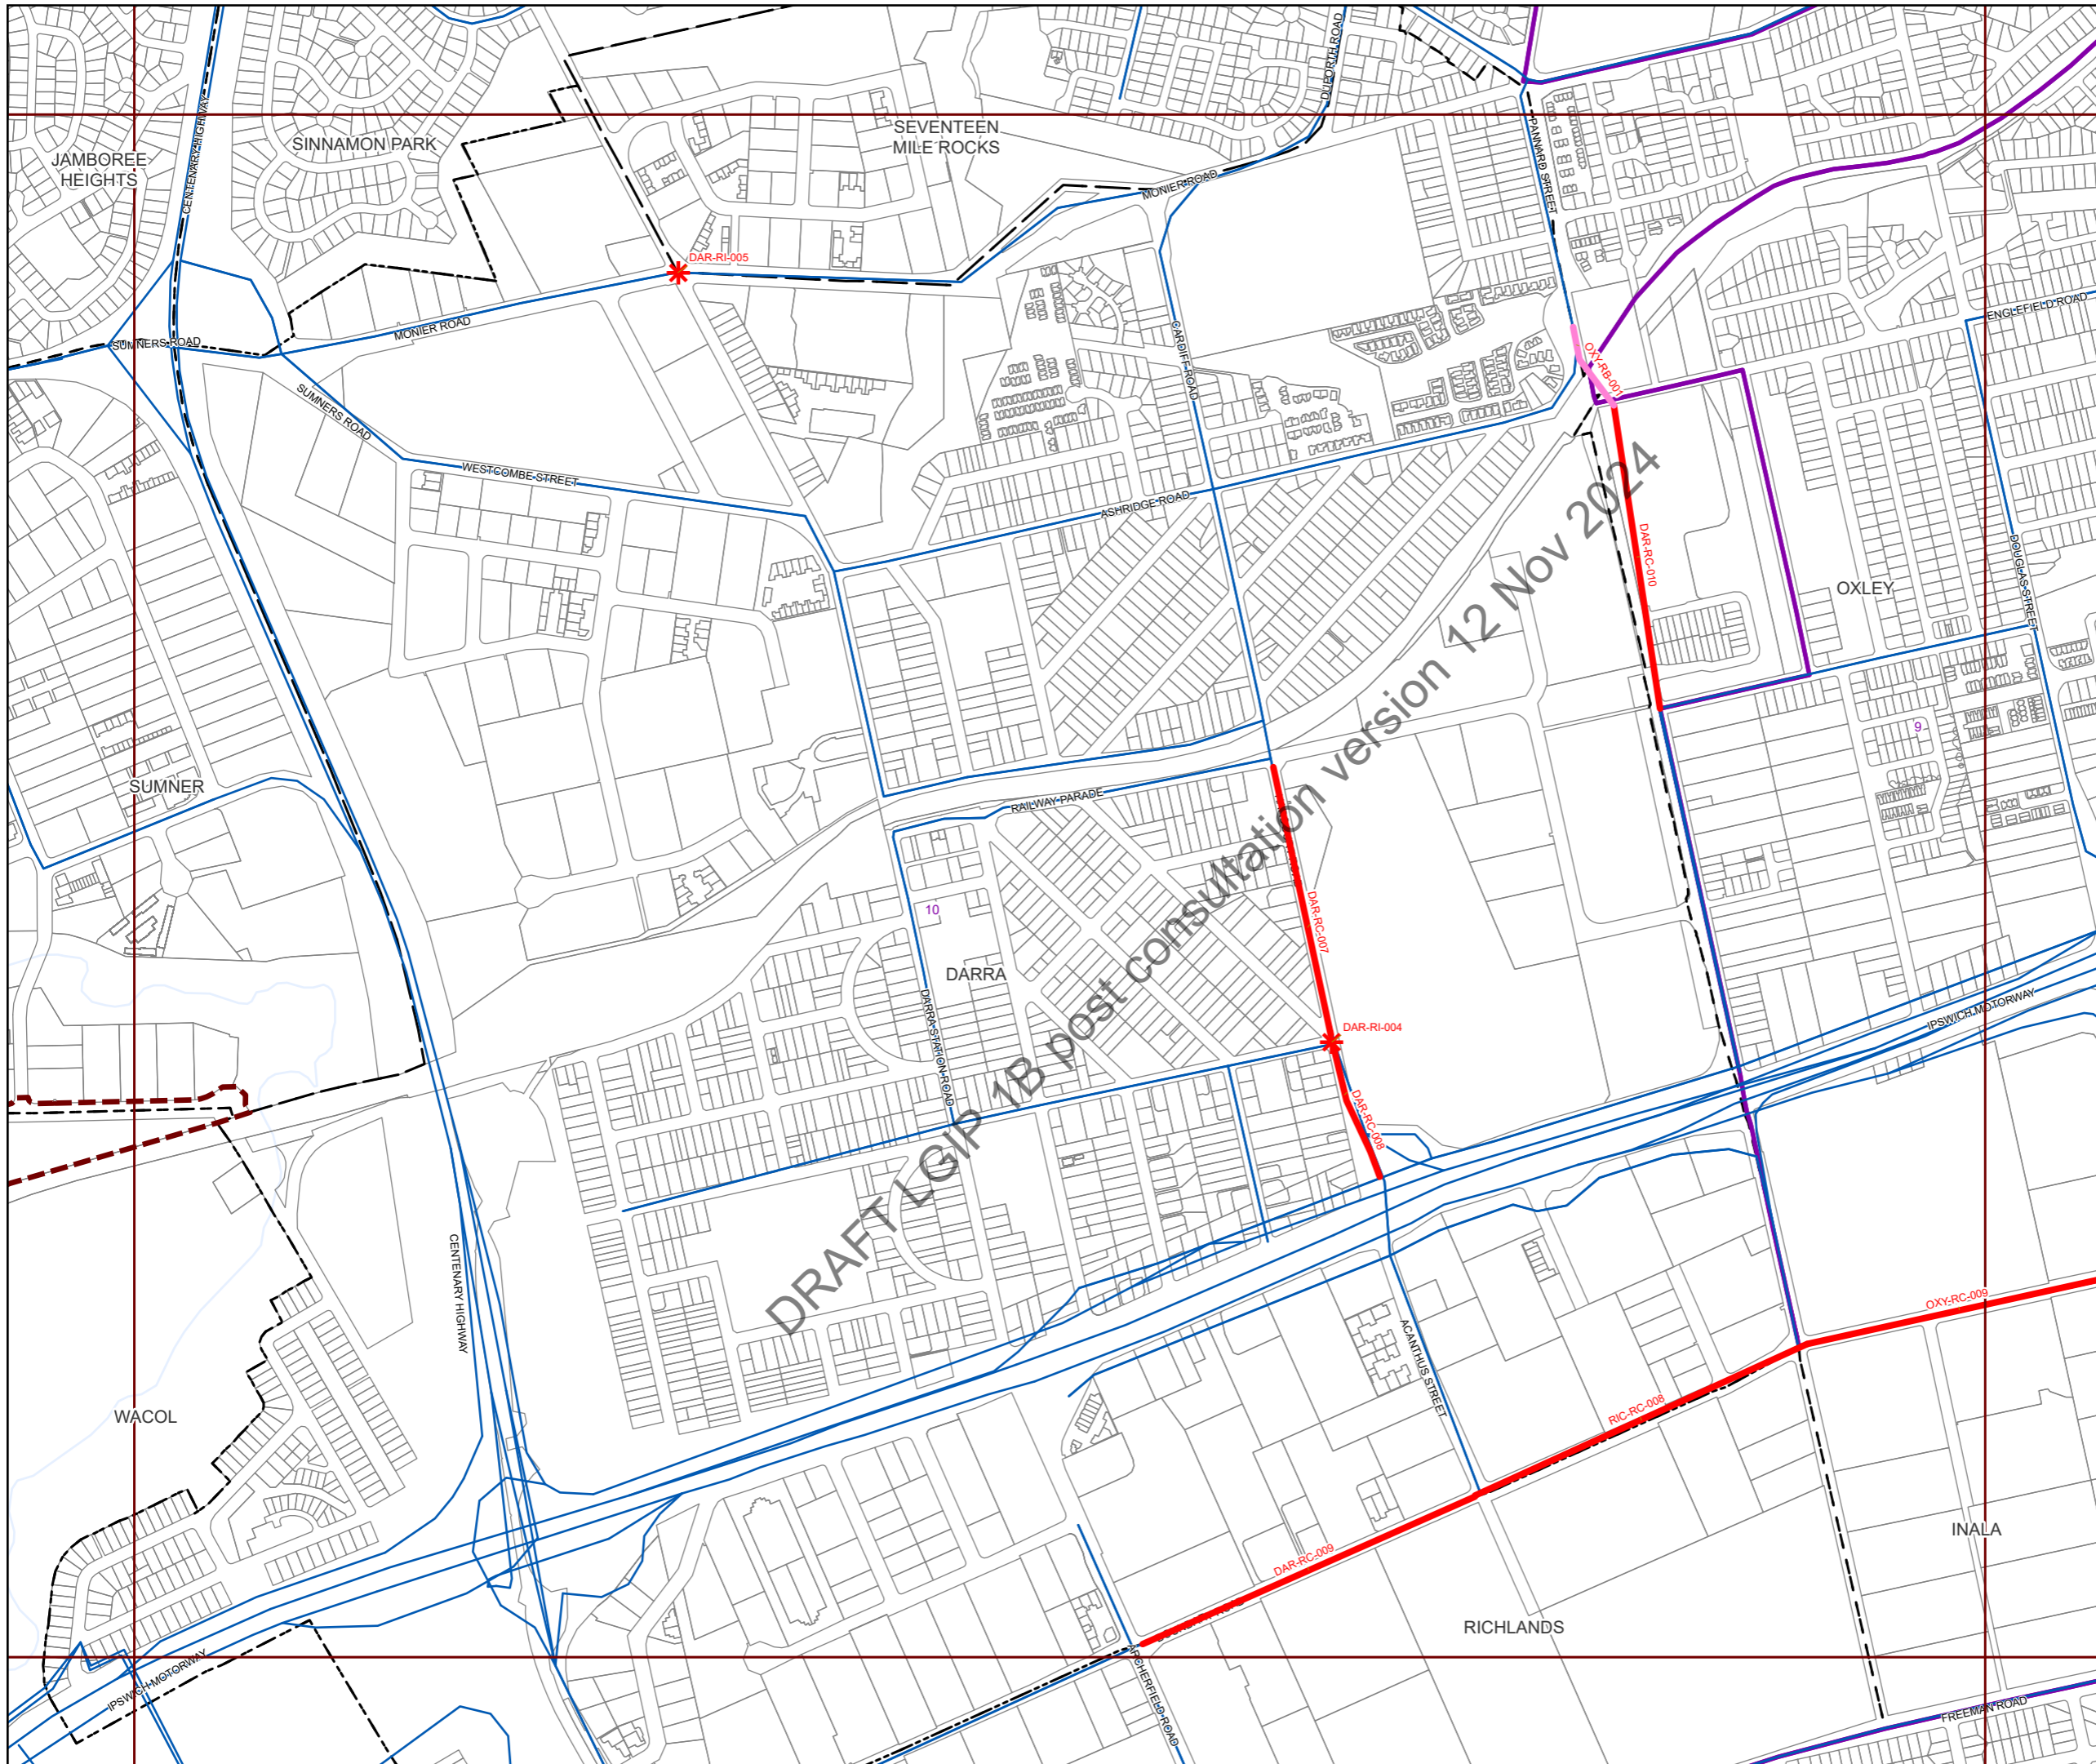 DUPORTH ROAD
SEVENTEEN
MILE ROCKS
SINNAMON PARK
JAMBOREE
HEIGHTS
CENTENARY HIGHWAY
PANNARD STREET
MONIER ROAD
DAR-RI-005
ENGLEFIELD ROAD
MONIER ROAD
SUMNERS ROAD
CARDIFF ROAD
OXY-RB-001
SUMNERS ROAD
WESTCOMBE STREET
ASHRIDGE ROAD
DAR-RC-010
DOUGLAS STREET
OXLEY
9
SUMNER
RAILWAY PARADE
DAR-RC-007
10
DARRA
DARRA STATION ROAD
IPSWICH MOTORWAY
DAR-RI-004
DAR-RC-008
DRAFT LGIP 1B post consultation version 12 Nov 2024
CENTENARY HIGHWAY
OXY-RC-009
ACANTHUS STREET
RIC-RC-008
WACOL
INALA
DAR-RC-009
RICHLANDS
IPSWICH MOTORWAY
ARCHERFIELD ROAD
FREEMAN ROAD